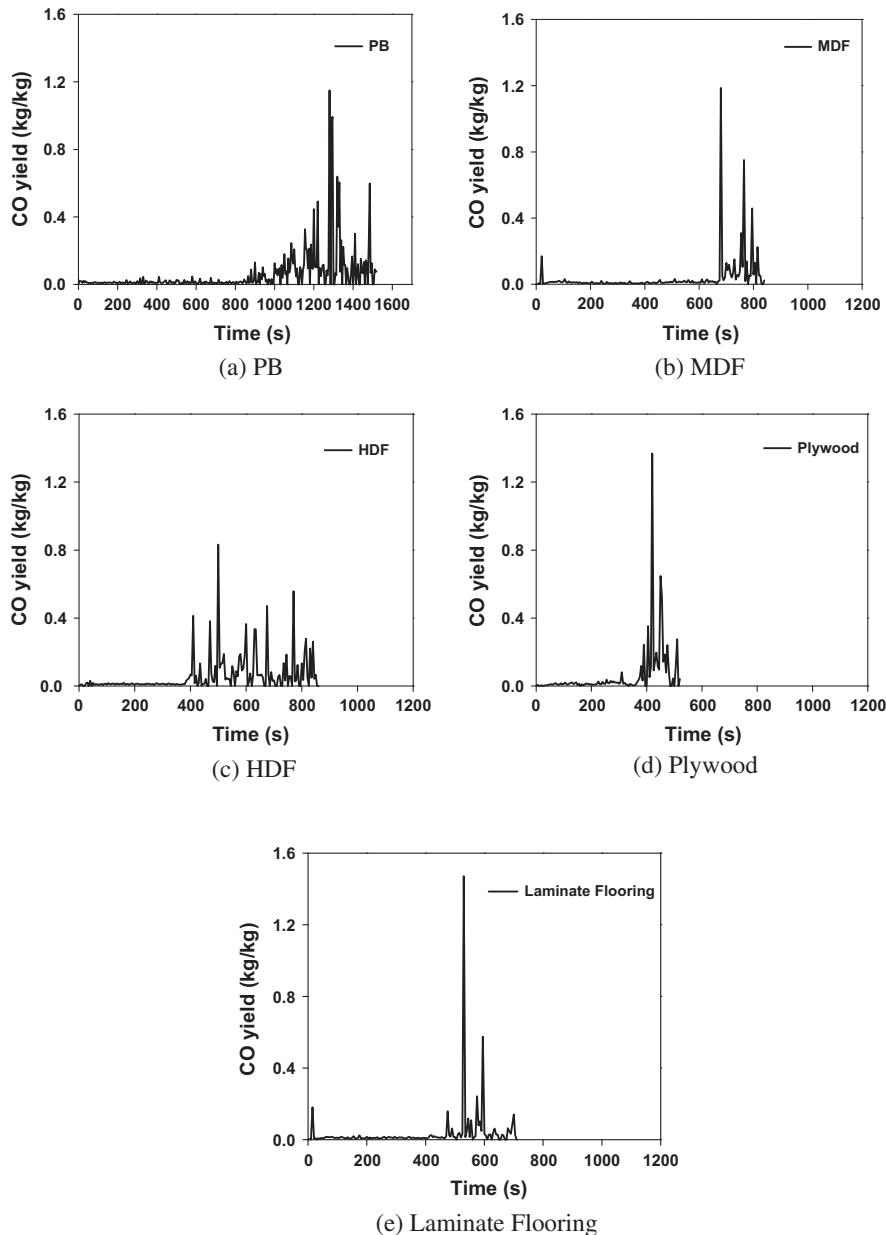 1.6
1.2
0.8
0.4
0.0
CO yield (kg/kg)
PB
0 200 400 600 800 1000 1200 1400 1600
Time (s)
(a) PB
1.6
1.2
0.8
0.4
0.0
CO yield (kg/kg)
MDF
0 200 400 600 800 1000 1200
Time (s)
(b) MDF
1.6
1.2
0.8
0.4
0.0
CO yield (kg/kg)
HDF
0 200 400 600 800 1000 1200
Time (s)
(c) HDF
1.6
1.2
0.8
0.4
0.0
CO yield (kg/kg)
Plywood
0 200 400 600 800 1000 1200
Time (s)
(d) Plywood
1.6
1.2
0.8
0.4
0.0
CO yield (kg/kg)
Laminate Flooring
0 200 400 600 800 1000 1200
Time (s)
(e) Laminate Flooring